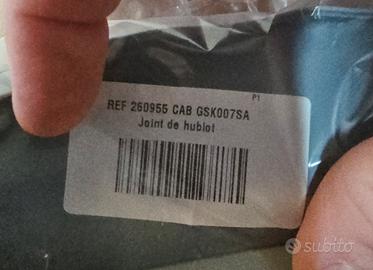 P1
REF 260955 CAB GSK007SA
Joint de hublot
subito